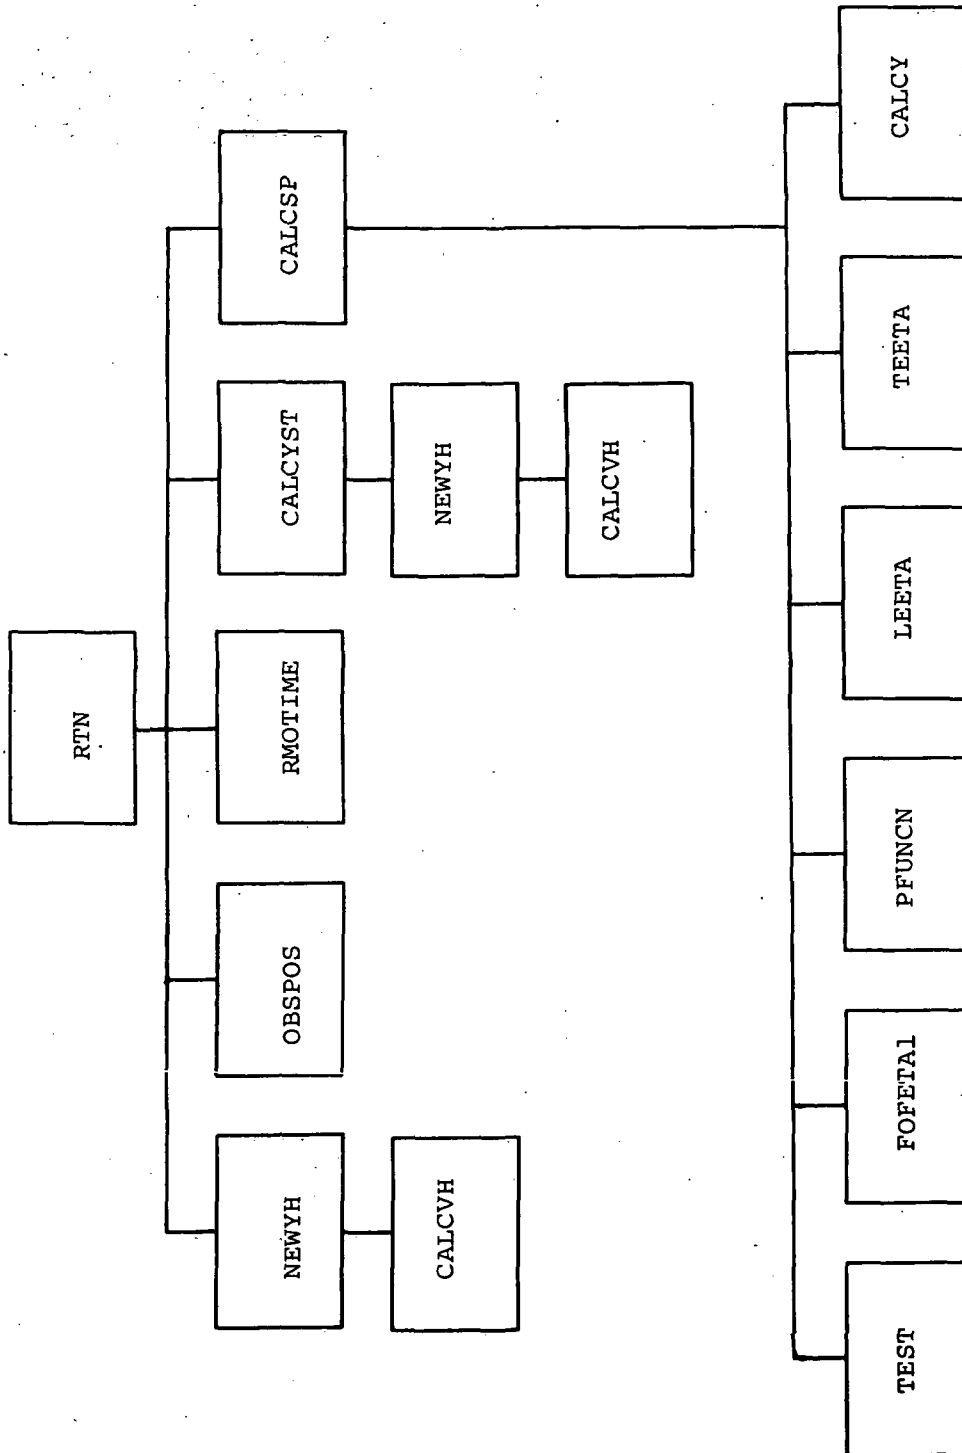 RTN
NEWYH
OBSPOS
RMOTIME
CALCYST
CALCSP
CALCVH
NEWYH
CALCVH
TEST
FOFETA1
PFUNCN
LEETA
TEETA
CALCY